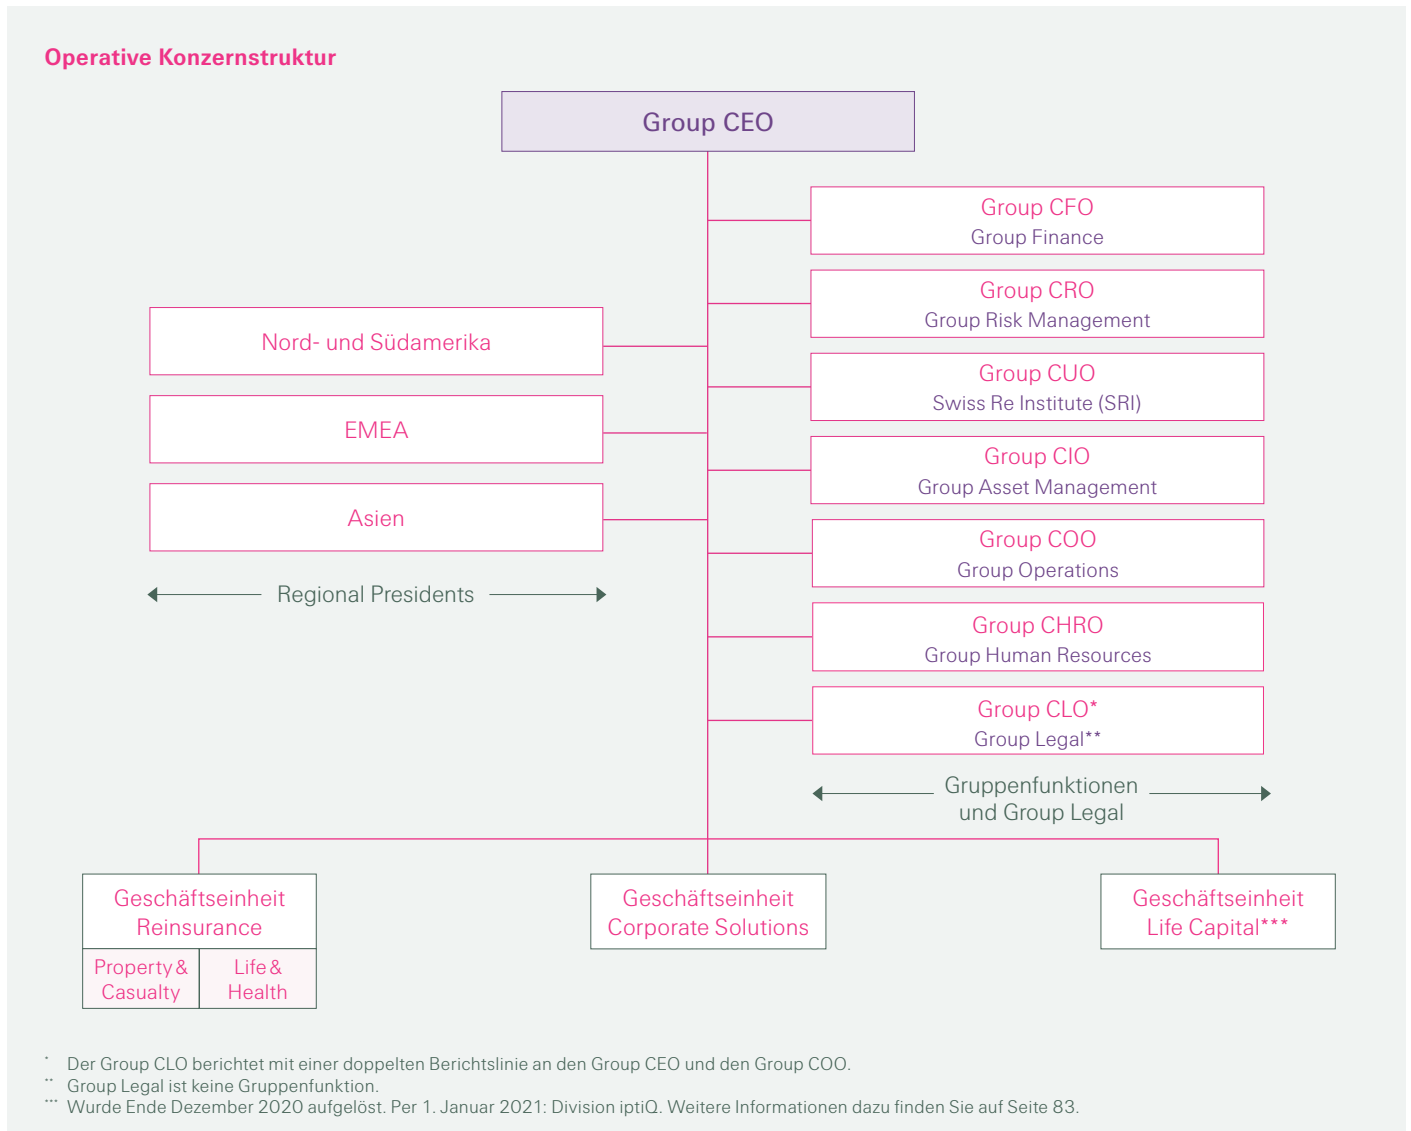 Operative Konzernstruktur
Group CEO
Group CFO
Group Finance
Group CRO
Group Risk Management
Nord- und Südamerika
Group CUO
Swiss Re Institute (SRI)
EMEA
Group CIO
Group Asset Management
Asien
Group COO
Group Operations
Regional Presidents
Group CHRO
Group Human Resources
Group CLO*
Group Legal**
Gruppenfunktionen
und Group Legal
Geschäftseinheit
Reinsurance
Property &
Casualty
Life &
Health
Geschäftseinheit
Corporate Solutions
Geschäftseinheit
Life Capital***
* Der Group CLO berichtet mit einer doppelten Berichtslinie an den Group CEO und den Group COO.
** Group Legal ist keine Gruppenfunktion.
*** Wurde Ende Dezember 2020 aufgelöst. Per 1. Januar 2021: Division iptiQ. Weitere Informationen dazu finden Sie auf Seite 83.